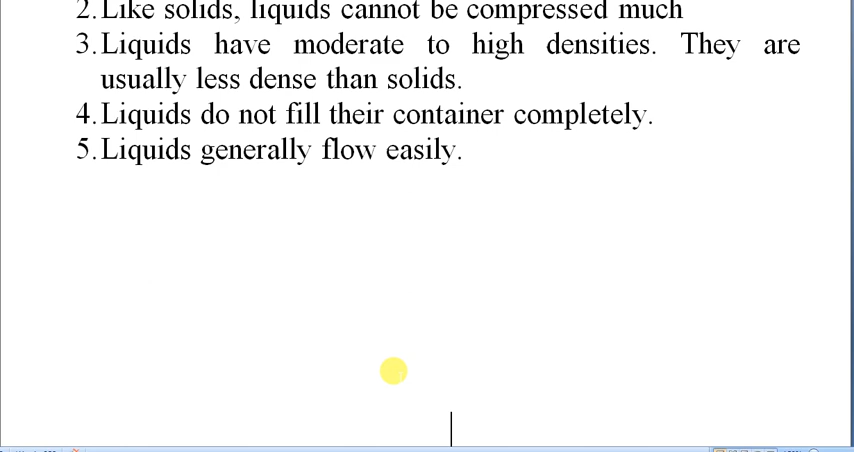 2. Like solids, liquids cannot be compressed much
3. Liquids have moderate to high densities. They are
usually less dense than solids.
4. Liquids do not fill their container completely.
5. Liquids generally flow easily.